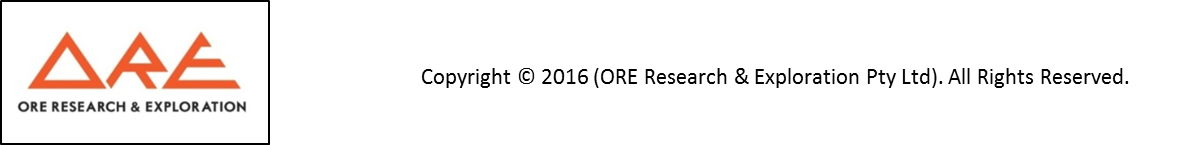 ORE
ORE RESEARCH & EXPLORATION
Copyright © 2016 (ORE Research & Exploration Pty Ltd). All Rights Reserved.